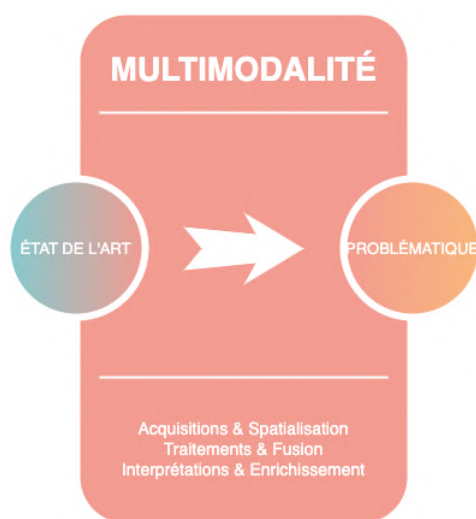 MULTIMODALITÉ
ÉTAT DE L'ART
PROBLÉMATIQUE
Acquisitions & Spatialisation
Traitements & Fusion
Interprétations & Enrichissement